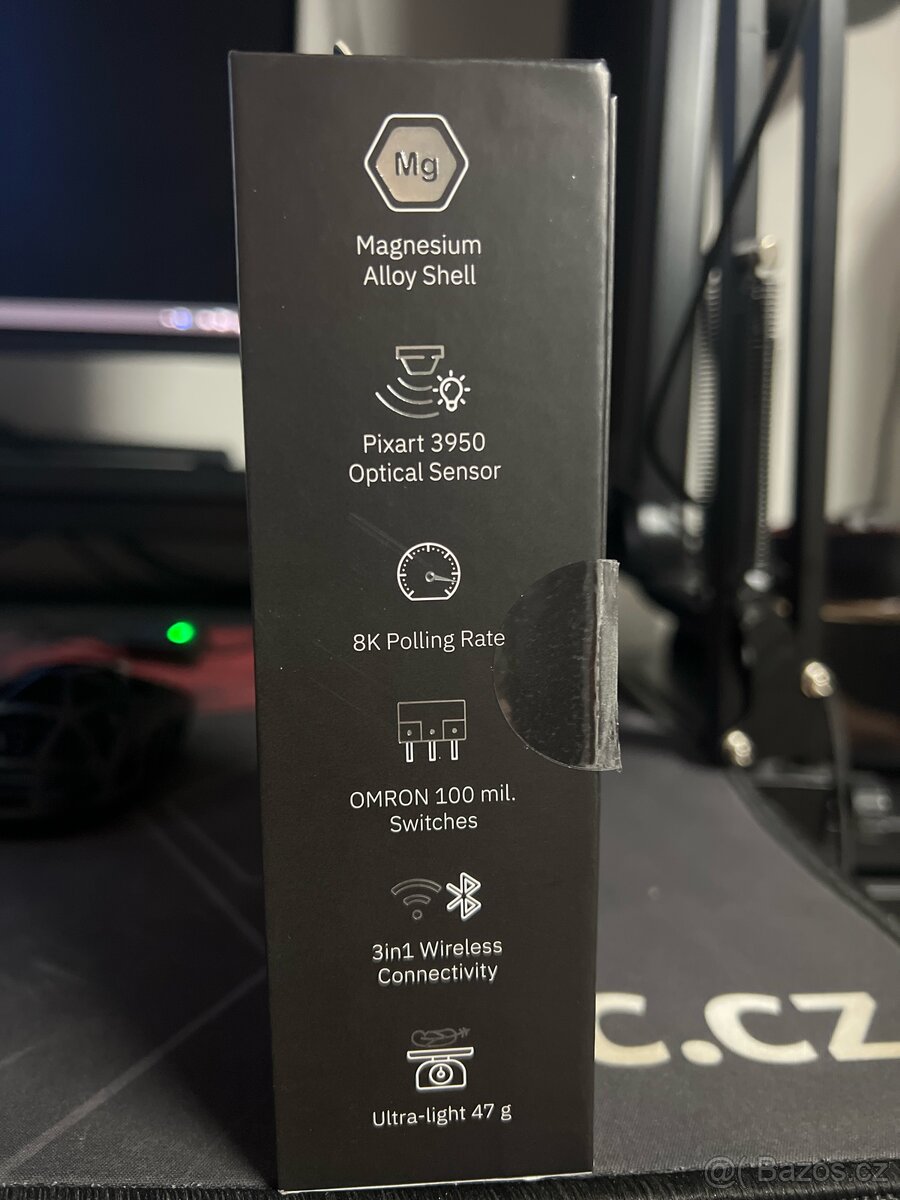 Mg
Magnesium
Alloy Shell
Pixart 3950
Optical Sensor
8K Polling Rate
OMRON 100 mil.
Switches
3in1 Wireless
Connectivity
Ultra-light 47 g
c.cz
@( Bazoš.cz